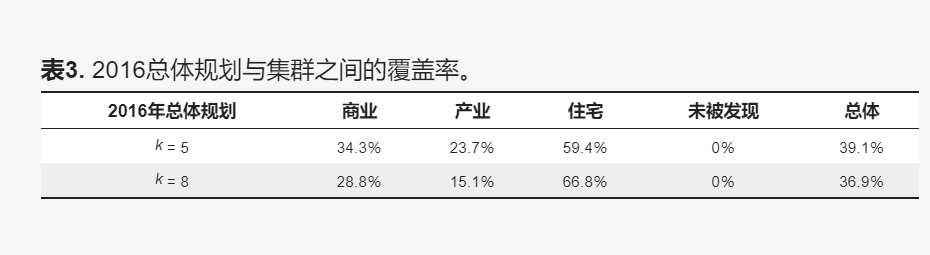 表3. 2016总体规划与集群之间的覆盖率。
2016年总体规划 商业 产业 住宅 未被发现 总体
k = 5 34.3% 23.7% 59.4% 0% 39.1%
k = 8 28.8% 15.1% 66.8% 0% 36.9%